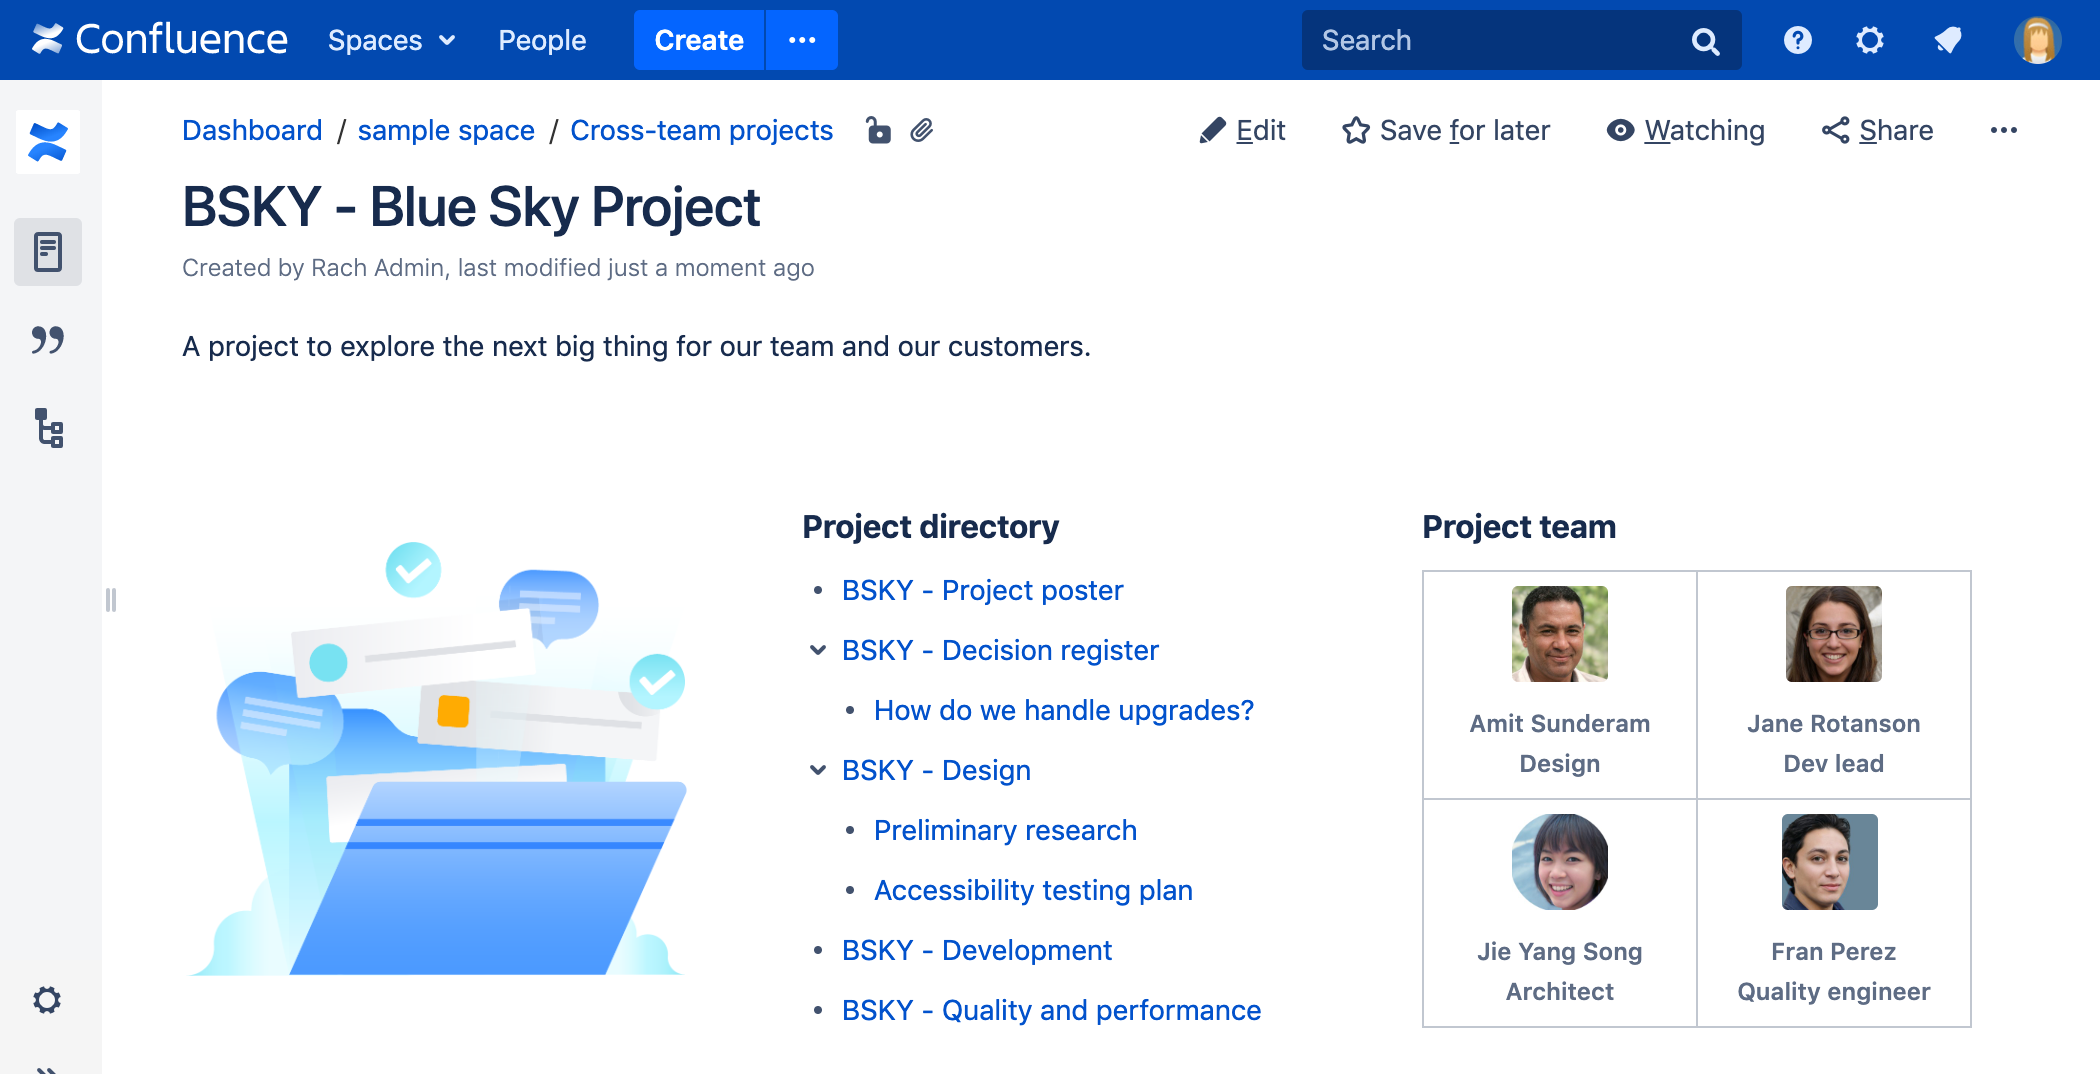 Confluence Spaces People Create Search
Dashboard / sample space / Cross-team projects Edit Save for later Watching Share
BSKY - Blue Sky Project
Created by Rach Admin, last modified just a moment ago
A project to explore the next big thing for our team and our customers.
Project directory
BSKY - Project poster
BSKY - Decision register
How do we handle upgrades?
BSKY - Design
Preliminary research
Accessibility testing plan
BSKY - Development
BSKY - Quality and performance
Project team
Amit Sunderam
Design
Jane Rotanson
Dev lead
Jie Yang Song
Architect
Fran Perez
Quality engineer